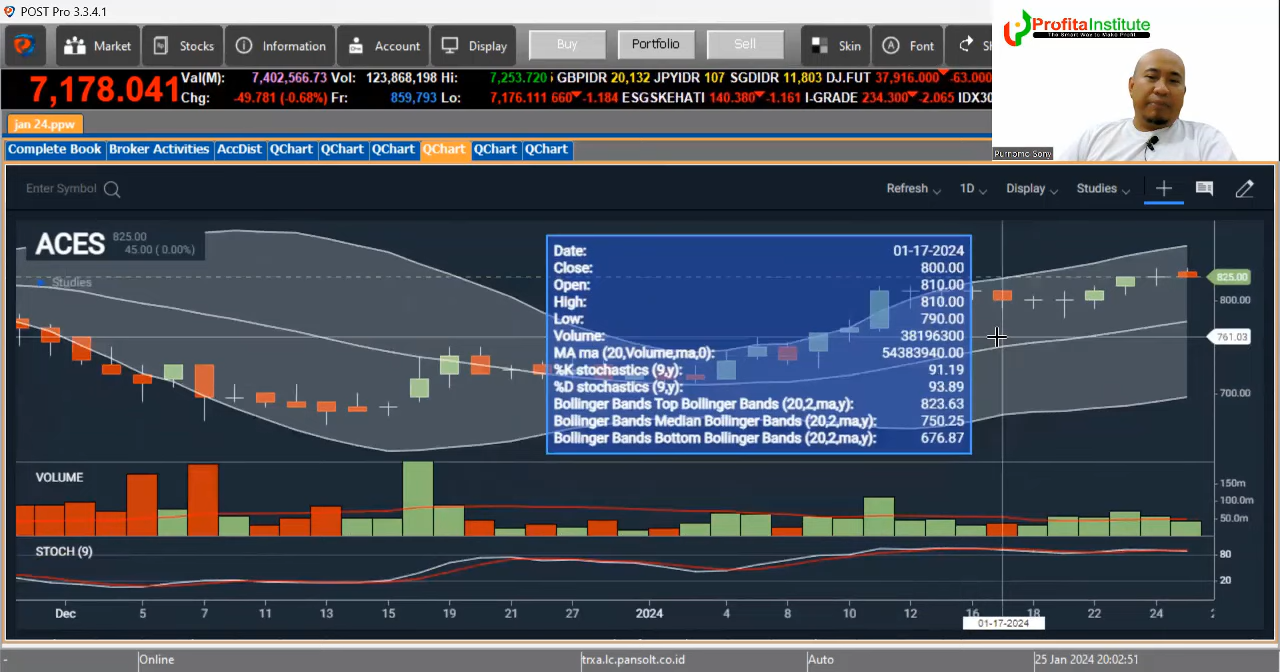 POST Pro 3.3.4.1
Market Stocks Information Account Display Buy Portfolio Sell Skin Font
ProfitaInstitute
The Smart Way to Make Profit
7,178.041 Val(M): 7,402,566.73 Vol: 123,868,198 Hi: 7,253.720 GBPIDR 20,132 JPYIDR 107 SGDIDR 11,803 DJ.FUT 37,916.000 -63.000
Chg: -49.781 (-0.68%) Fr: 859,793 Lo: 7,176.111 660 -1.184 ESGSKEHATI 140.380 -1.161 I-GRADE 234.300 -2.065 IDX30
Purnomo Sony
jan 24.ppw
Complete Book Broker Activities AccDist QChart QChart QChart QChart QChart QChart
Enter Symbol Refresh 1D Display Studies
ACES 825.00
45.00 ( 0.00%)
Studies
Date: 01-17-2024
Close: 800.00
Open: 810.00
High: 810.00
Low: 790.00
Volume: 38196300
MA ma (20,Volume,ma,0): 54383940.00
%K stochastics (9,y): 91.19
%D stochastics (9,y): 93.89
Bollinger Bands Top Bollinger Bands (20,2,ma,y): 823.63
Bollinger Bands Median Bollinger Bands (20,2,ma,y): 750.25
Bollinger Bands Bottom Bollinger Bands (20,2,ma,y): 676.87
825.00
800.00
761.03
700.00
VOLUME
150m
100.0m
50.0m
STOCH (9)
80
20
Dec 5 7 11 13 15 19 21 27 2024 4 8 10 12 16 18 22 24
01-17-2024
- Online trxa.lc.pansolt.co.id Auto 25 Jan 2024 20:02:51